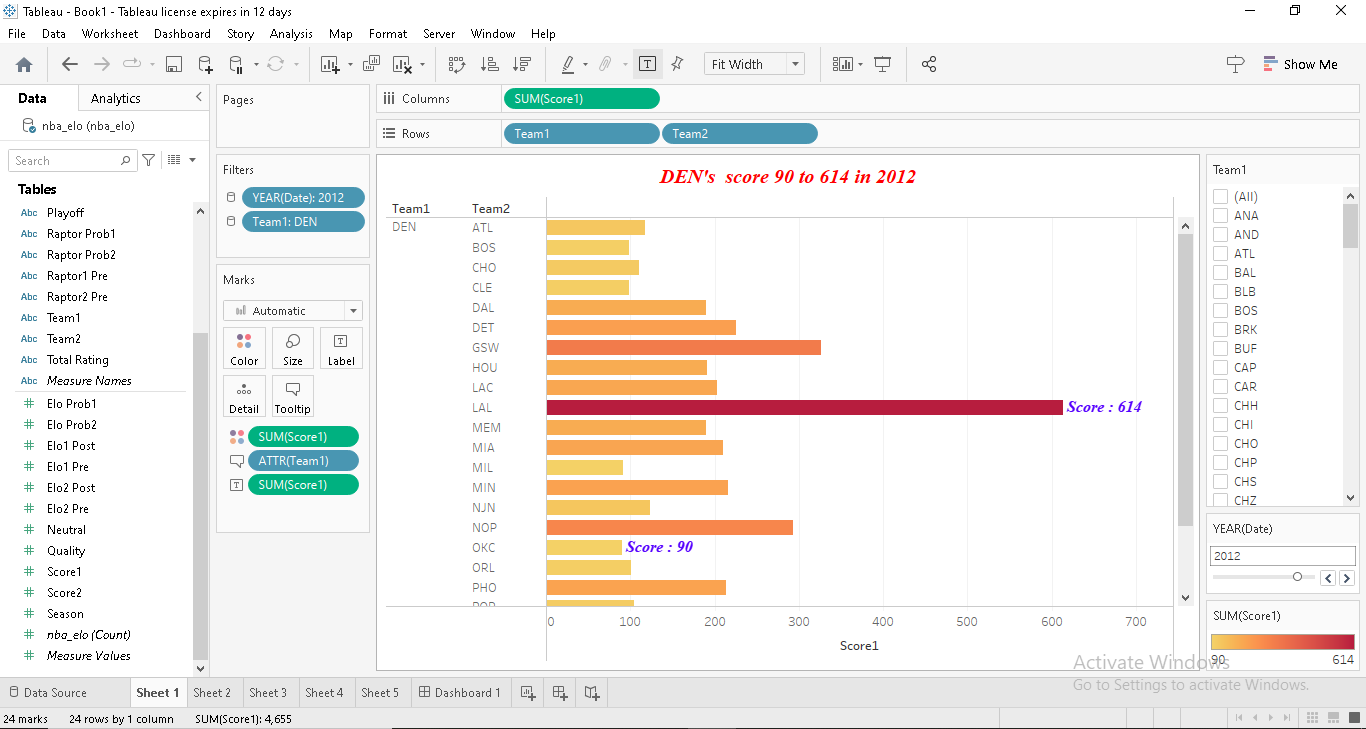 Tableau - Book1 - Tableau license expires in 12 days
File Data Worksheet Dashboard Story Analysis Map Format Server Window Help
Fit Width
Show Me
Data Analytics
nba_elo (nba_elo)
Search
Tables
Abc Playoff
Abc Raptor Prob1
Abc Raptor Prob2
Abc Raptor1 Pre
Abc Raptor2 Pre
Abc Team1
Abc Team2
Abc Total Rating
Abc Measure Names
Elo Prob1
Elo Prob2
Elo1 Post
Elo1 Pre
Elo2 Post
Elo2 Pre
Neutral
Quality
Score1
Score2
Season
nba_elo (Count)
Measure Values
Pages
Filters
YEAR(Date): 2012
Team1: DEN
Marks
Automatic
Color Size Label
Detail Tooltip
SUM(Score1)
ATTR(Team1)
SUM(Score1)
Columns SUM(Score1)
Rows Team1 Team2
DEN's score 90 to 614 in 2012
Team1 Team2
DEN ATL
BOS
CHO
CLE
DAL
DET
GSW
HOU
LAC
LAL Score : 614
MEM
MIA
MIL
MIN
NJN
NOP
OKC Score : 90
ORL
PHO
0 100 200 300 400 500 600 700
Score1
Team1
(All)
ANA
AND
ATL
BAL
BLB
BOS
BRK
BUF
CAP
CAR
CHH
CHI
CHO
CHP
CHS
CHZ
YEAR(Date)
2012
SUM(Score1)
90 614
Activate Windows
Go to Settings to activate Windows.
Data Source Sheet 1 Sheet 2 Sheet 3 Sheet 4 Sheet 5 Dashboard 1
24 marks 24 rows by 1 column SUM(Score1): 4,655